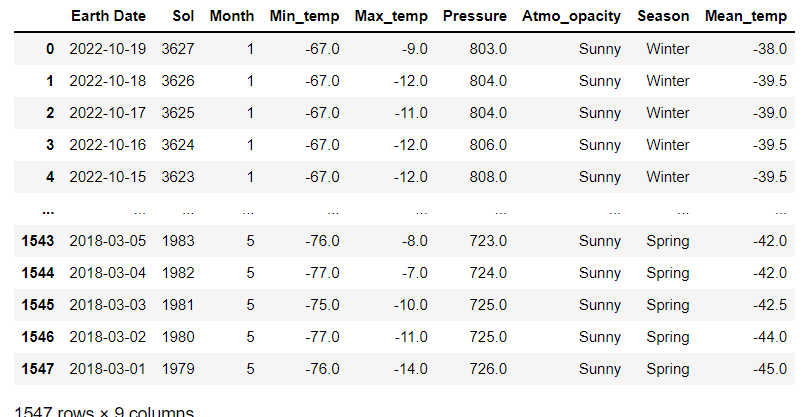 Earth Date Sol Month Min_temp Max_temp Pressure Atmo_opacity Season Mean_temp
0 2022-10-19 3627 1 -67.0 -9.0 803.0 Sunny Winter -38.0
1 2022-10-18 3626 1 -67.0 -12.0 804.0 Sunny Winter -39.5
2 2022-10-17 3625 1 -67.0 -11.0 804.0 Sunny Winter -39.0
3 2022-10-16 3624 1 -67.0 -12.0 806.0 Sunny Winter -39.5
4 2022-10-15 3623 1 -67.0 -12.0 808.0 Sunny Winter -39.5
... ... ... ... ... ... ... ... ... ...
1543 2018-03-05 1983 5 -76.0 -8.0 723.0 Sunny Spring -42.0
1544 2018-03-04 1982 5 -77.0 -7.0 724.0 Sunny Spring -42.0
1545 2018-03-03 1981 5 -75.0 -10.0 725.0 Sunny Spring -42.5
1546 2018-03-02 1980 5 -77.0 -11.0 725.0 Sunny Spring -44.0
1547 2018-03-01 1979 5 -76.0 -14.0 726.0 Sunny Spring -45.0
1547 rows × 9 columns